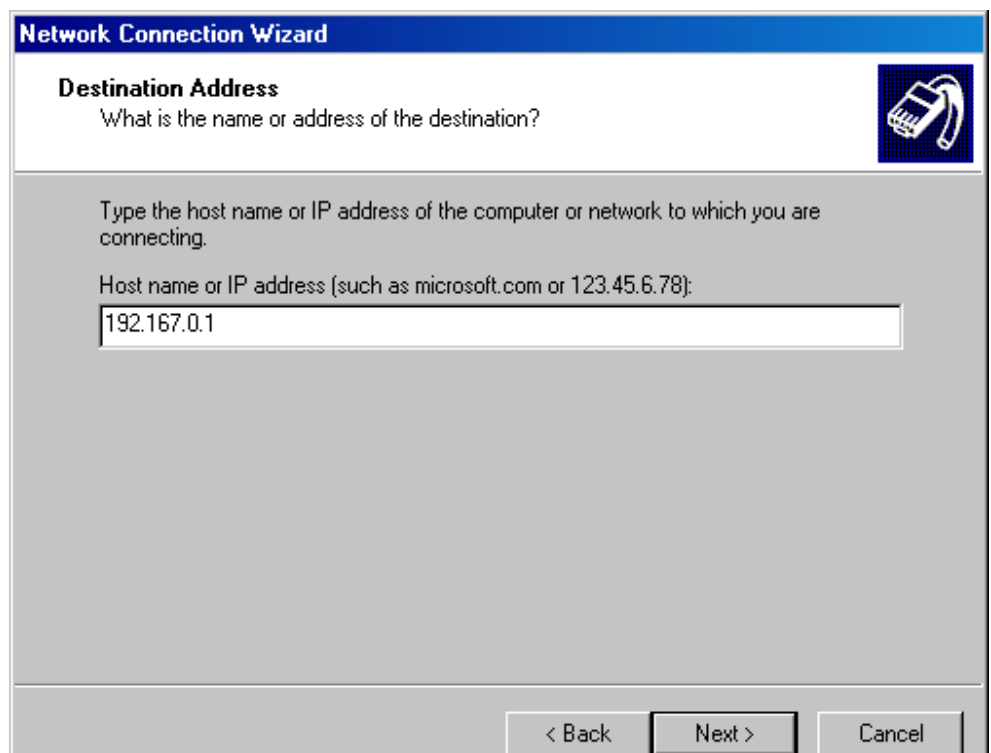 Network Connection Wizard
Destination Address
What is the name or address of the destination?
Type the host name or IP address of the computer or network to which you are
connecting.
Host name or IP address (such as microsoft.com or 123.45.6.78):
192.167.0.1
< Back Next > Cancel